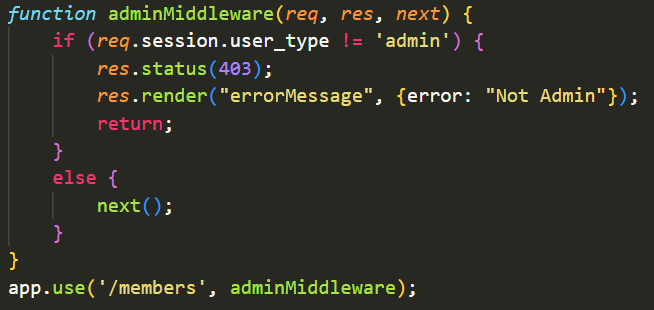 function adminMiddleware(req, res, next) {
    if (req.session.user_type != 'admin') {
        res.status(403);
        res.render("errorMessage", {error: "Not Admin"});
        return;
    }
    else {
        next();
    }
}
app.use('/members', adminMiddleware);